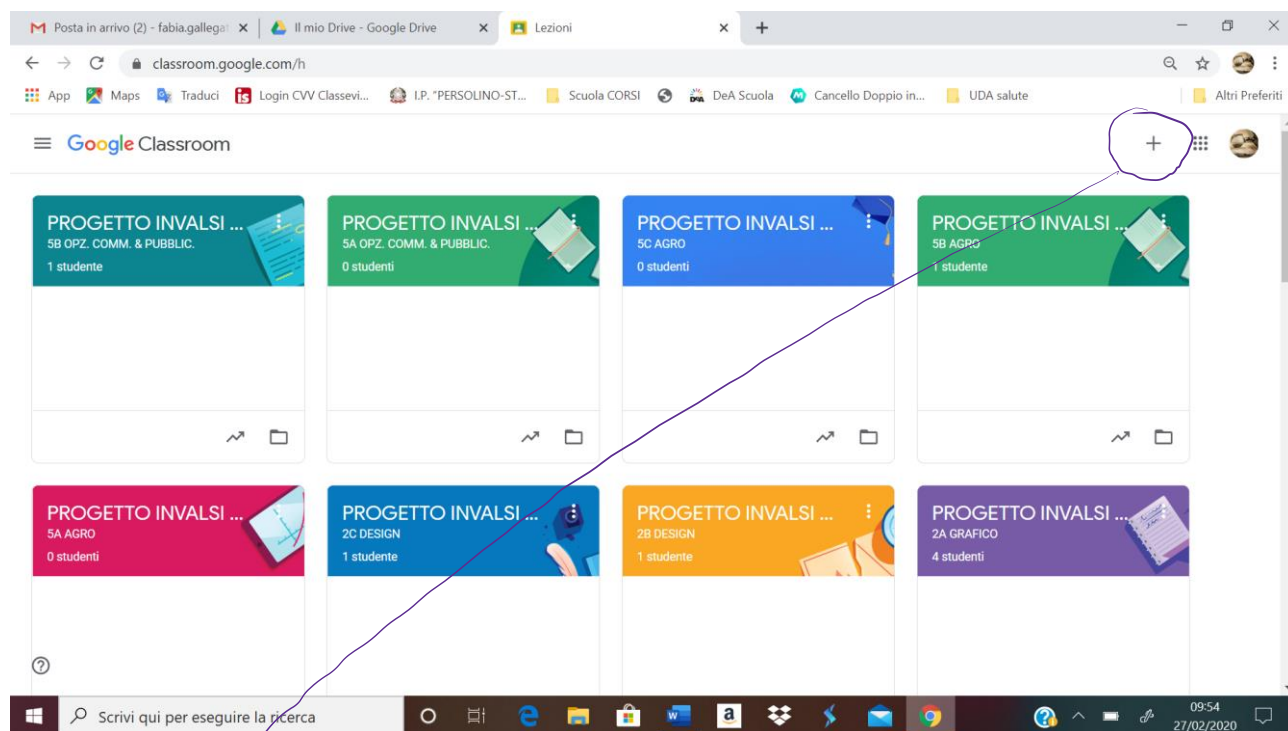 Posta in arrivo (2) - fabia.gallegat
Il mio Drive - Google Drive
Lezioni
classroom.google.com/h
App
Maps
Traduci
Login CVV Classevi...
I.P. "PERSOLINO-ST...
Scuola CORSI
DeA Scuola
Cancello Doppio in...
UDA salute
Altri Preferiti
Google Classroom
PROGETTO INVALSI ...
5B OPZ. COMM. & PUBBLIC.
1 studente
PROGETTO INVALSI ...
5A OPZ. COMM. & PUBBLIC.
0 studenti
PROGETTO INVALSI ...
5C AGRO
0 studenti
PROGETTO INVALSI ...
5B AGRO
1 studente
PROGETTO INVALSI ...
5A AGRO
0 studenti
PROGETTO INVALSI ...
2C DESIGN
1 studente
PROGETTO INVALSI ...
2B DESIGN
1 studente
PROGETTO INVALSI ...
2A GRAFICO
4 studenti
Scrivi qui per eseguire la ricerca
09:54
27/02/2020